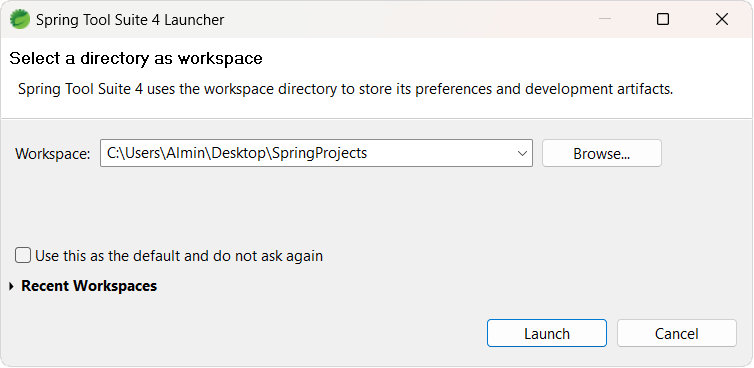 Spring Tool Suite 4 Launcher
Select a directory as workspace
Spring Tool Suite 4 uses the workspace directory to store its preferences and development artifacts.
Workspace: C:\Users\Almin\Desktop\SpringProjects Browse...
Use this as the default and do not ask again
Recent Workspaces
Launch Cancel